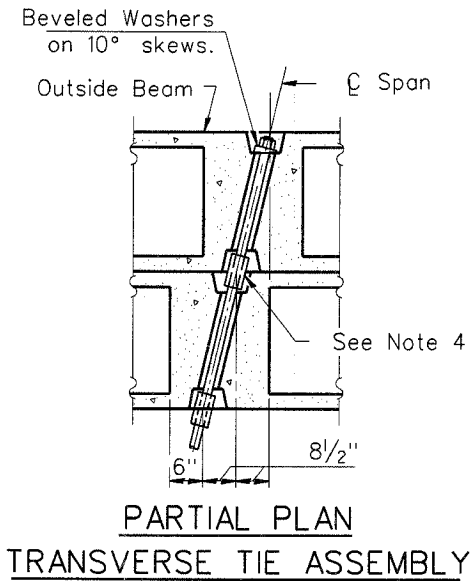 Beveled Washers
on 10° skews.
℄ Span
Outside Beam
See Note 4
6"
8½"
PARTIAL PLAN
TRANSVERSE TIE ASSEMBLY